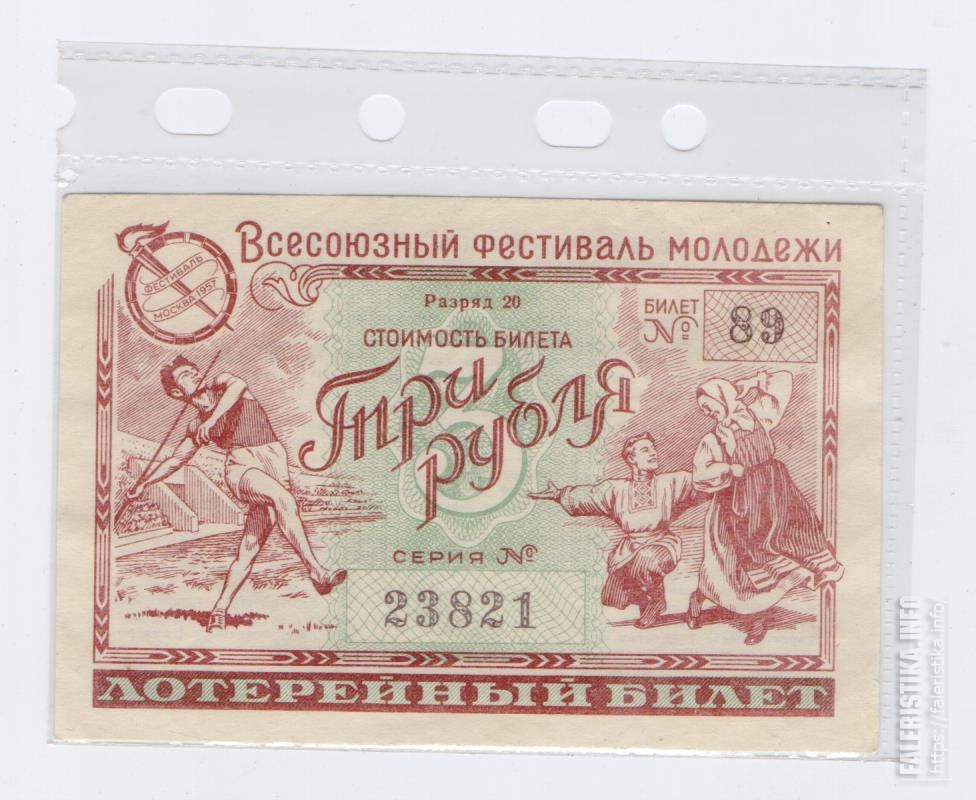 Всесоюзный фестиваль молодежи
ФЕСТИВАЛЬ
МОСКВА 1957
Разряд 20
СТОИМОСТЬ БИЛЕТА
3
Три
рубля
БИЛЕТ
№
89
СЕРИЯ №
23821
ЛОТЕРЕЙНЫЙ БИЛЕТ
FALERISTIKA.INFO
https://faleristika.info/